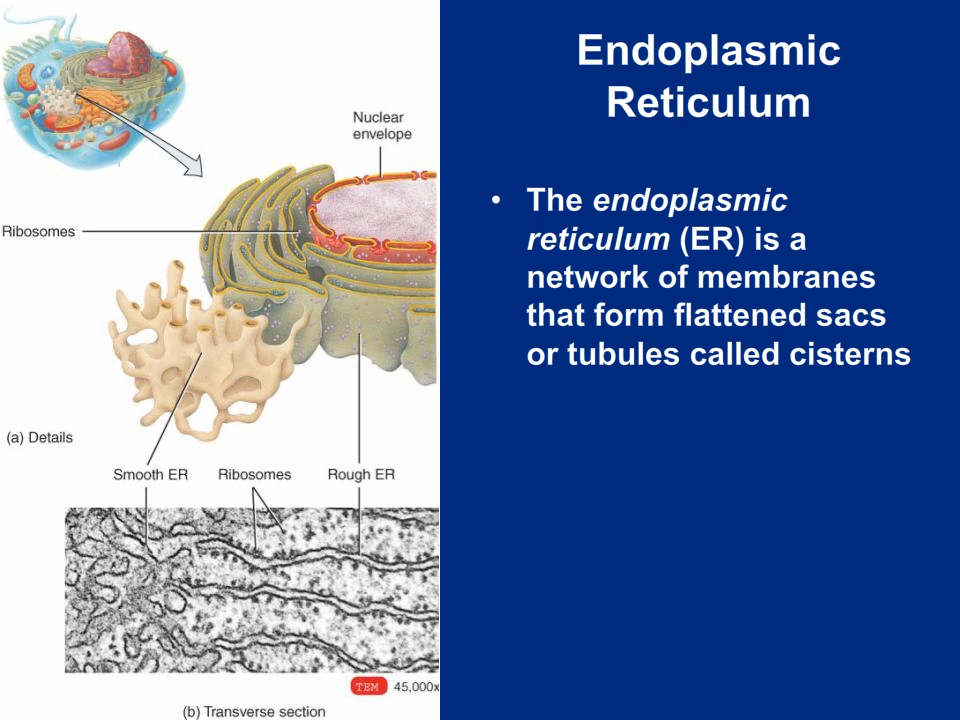 Endoplasmic
Reticulum
Nuclear
envelope
Ribosomes
(a) Details
Smooth ER
Ribosomes
Rough ER
TEM
45,000x
(b) Transverse section
• The endoplasmic
reticulum (ER) is a
network of membranes
that form flattened sacs
or tubules called cisterns